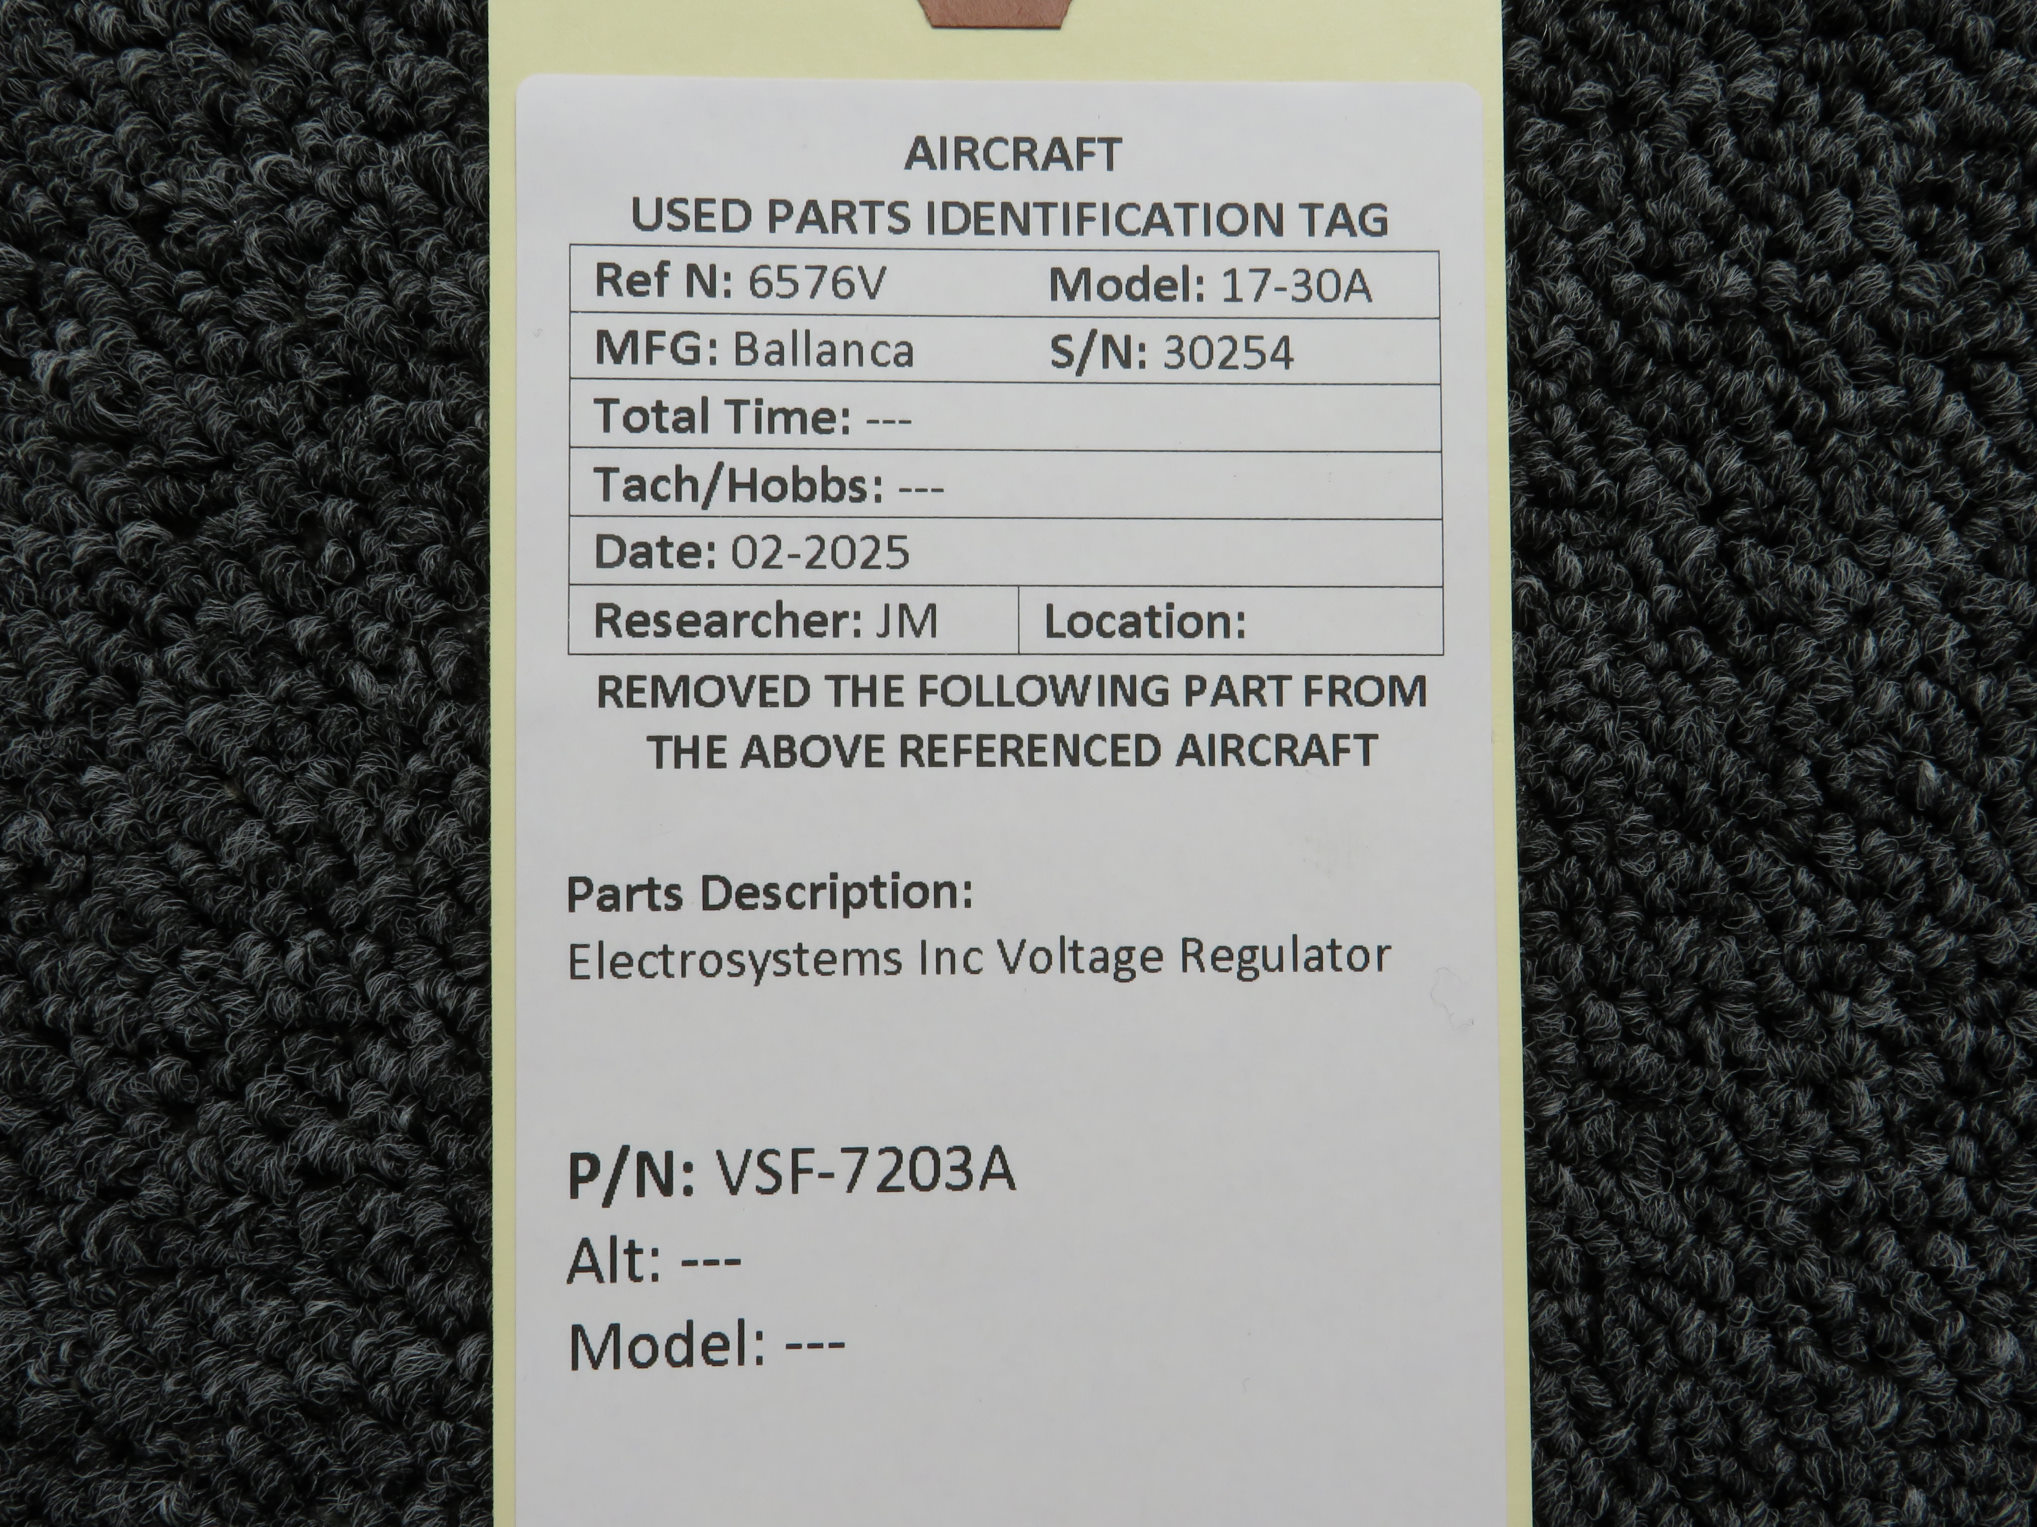 AIRCRAFT
USED PARTS IDENTIFICATION TAG
Ref N: 6576V Model: 17-30A
MFG: Ballanca S/N: 30254
Total Time: ---
Tach/Hobbs: ---
Date: 02-2025
Researcher: JM Location:
REMOVED THE FOLLOWING PART FROM
THE ABOVE REFERENCED AIRCRAFT
Parts Description:
Electrosystems Inc Voltage Regulator
P/N: VSF-7203A
Alt: ---
Model: ---